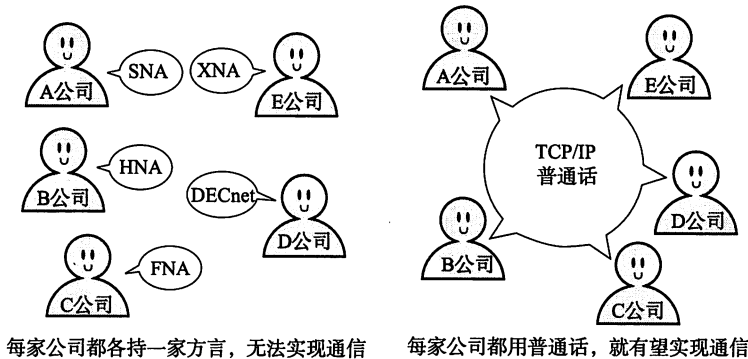 SNA
XNA
A公司
E公司
HNA
B公司
DECnet
D公司
FNA
C公司
每家公司都各持一家方言，无法实现通信
A公司
E公司
TCP/IP
普通话
D公司
B公司
C公司
每家公司都用普通话，就有望实现通信